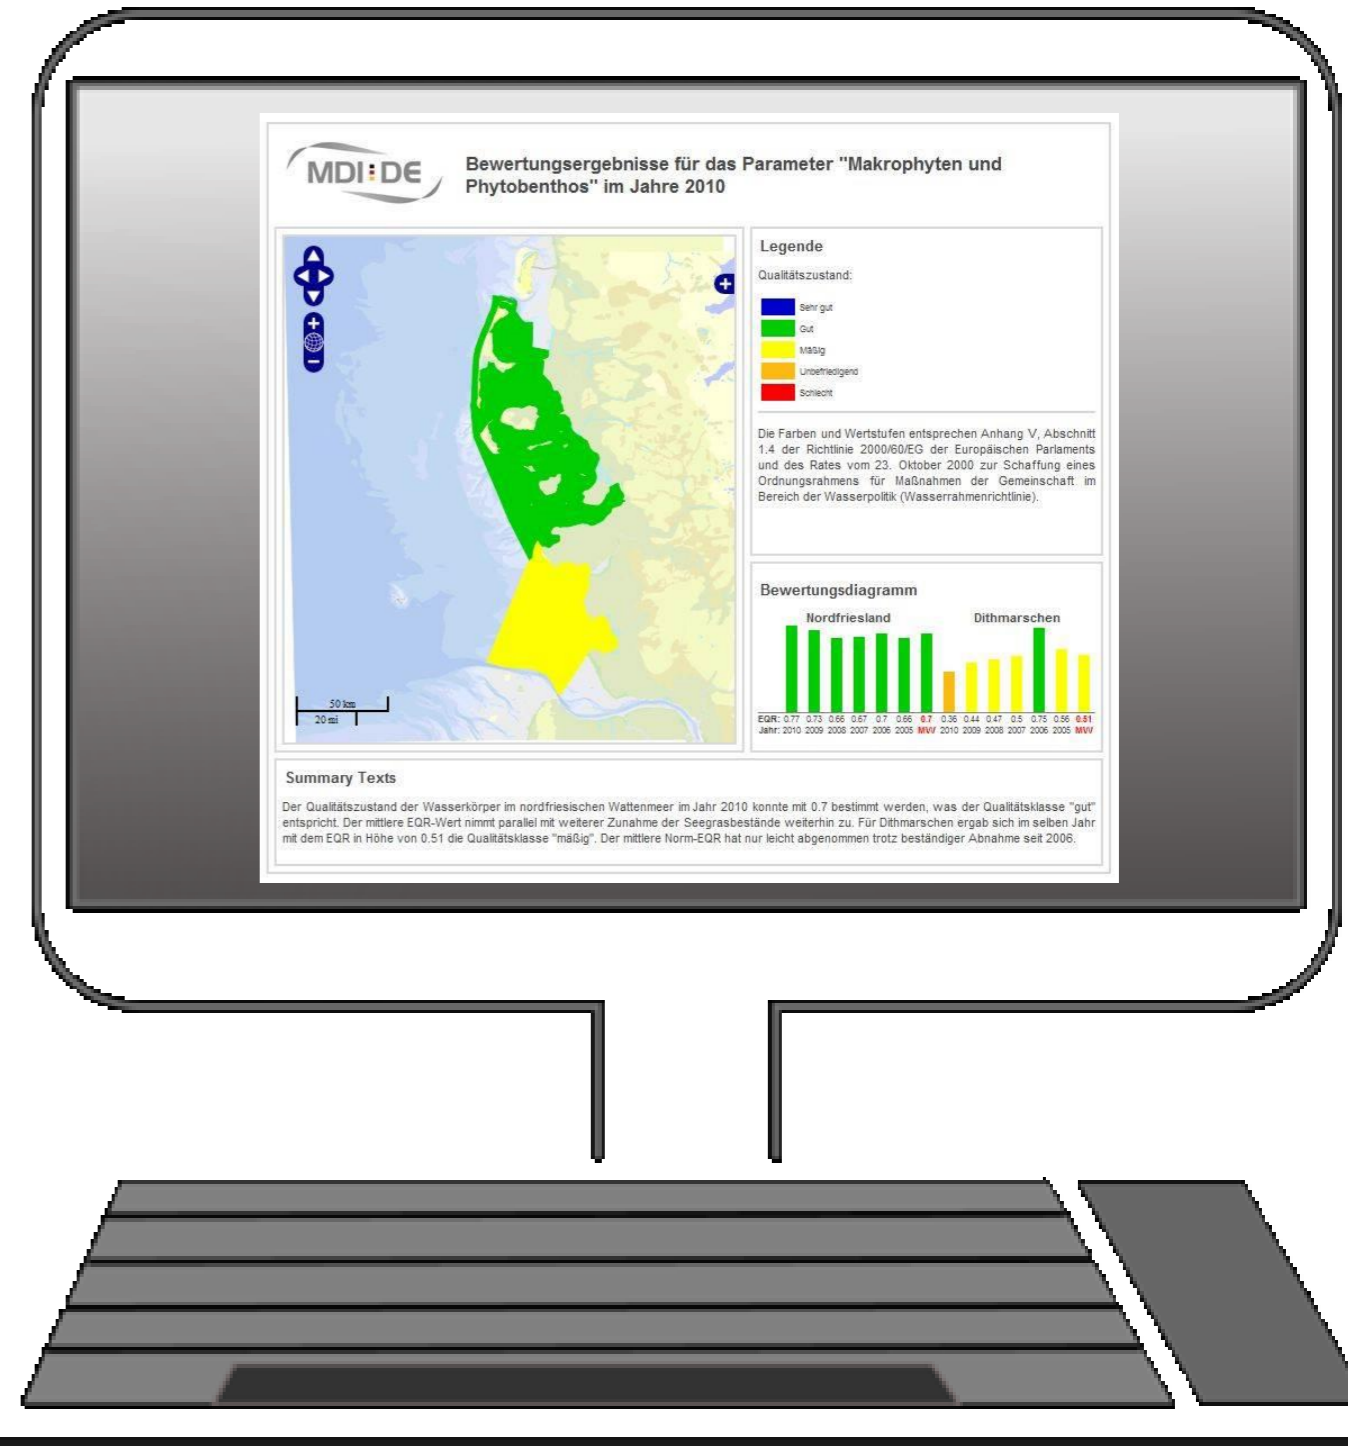 MDI:DE
Bewertungsergebnisse für das Parameter "Makrophyten und
Phytobenthos" im Jahre 2010
50 km
20 mi
Legende
Qualitätszustand:
Sehr gut
Gut
Mäßig
Unbefriedigend
Schlecht
Die Farben und Wertstufen entsprechen Anhang V, Abschnitt
1.4 der Richtlinie 2000/60/EG der Europäischen Parlaments
und des Rates vom 23. Oktober 2000 zur Schaffung eines
Ordnungsrahmens für Maßnahmen der Gemeinschaft im
Bereich der Wasserpolitik (Wasserrahmenrichtlinie).
Bewertungsdiagramm
Nordfriesland Dithmarschen
EQR: 0.77 0.73 0.66 0.67 0.7 0.66 0.7 0.36 0.44 0.47 0.5 0.75 0.56 0.51
Jahr: 2010 2009 2008 2007 2006 2005 MW 2010 2009 2008 2007 2006 2005 MW
Summary Texts
Der Qualitätszustand der Wasserkörper im nordfriesischen Wattenmeer im Jahr 2010 konnte mit 0.7 bestimmt werden, was der Qualitätsklasse "gut"
entspricht. Der mittlere EQR-Wert nimmt parallel mit weiterer Zunahme der Seegrasbestände weiterhin zu. Für Dithmarschen ergab sich im selben Jahr
mit dem EQR in Höhe von 0.51 die Qualitätsklasse "mäßig". Der mittlere Norm-EQR hat nur leicht abgenommen trotz beständiger Abnahme seit 2006.